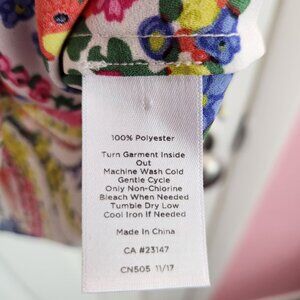 100% Polyester
Turn Garment Inside
Out
Machine Wash Cold
Gentle Cycle
Only Non-Chlorine
Bleach When Needed
Tumble Dry Low
Cool Iron If Needed
Made In China
CA #23147
CN505 11/17